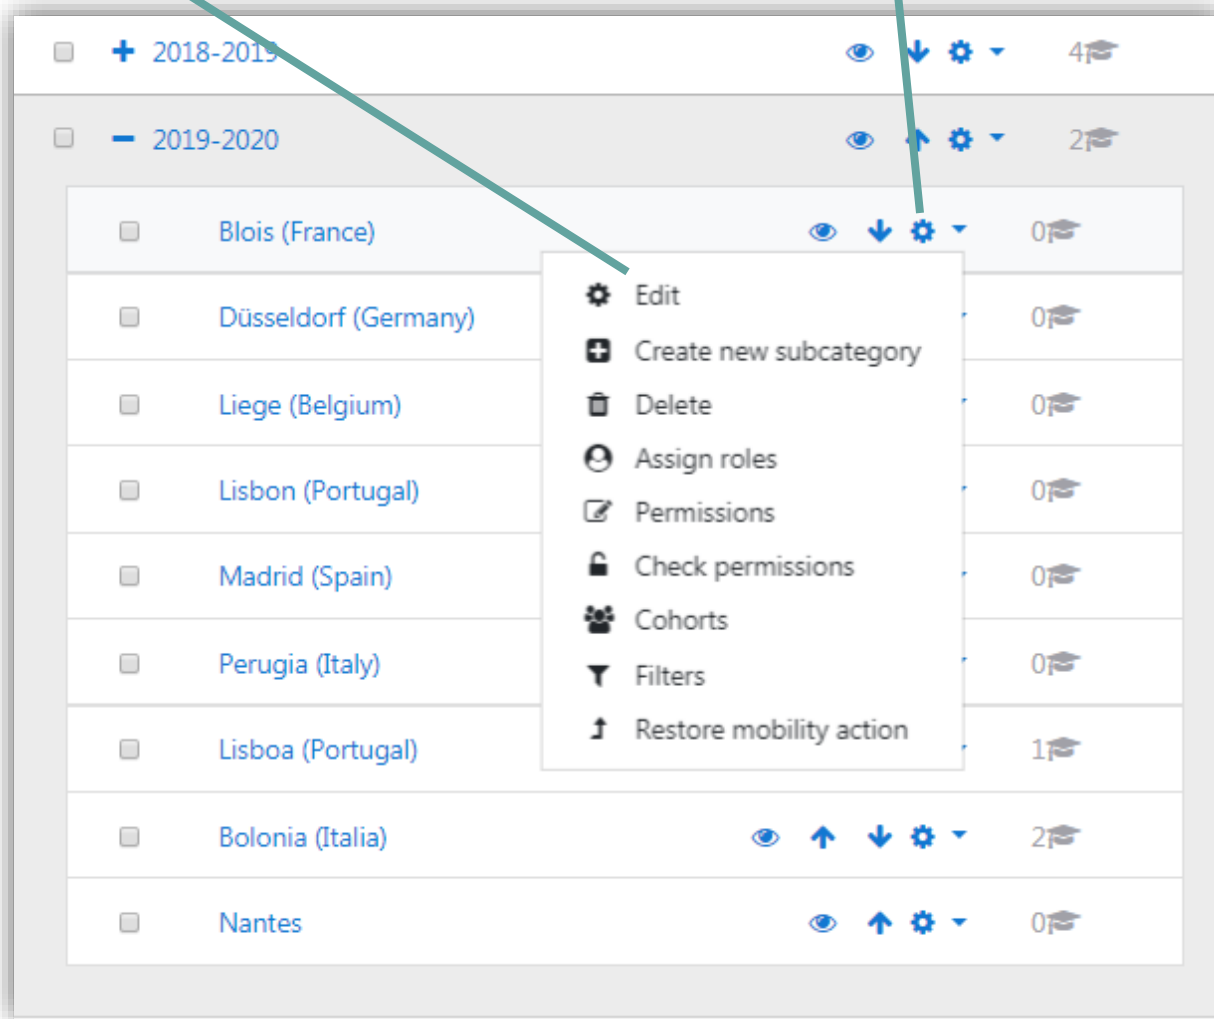 2018-2019 4
2019-2020 2
Blois (France) 0
Edit
Create new subcategory
Delete
Assign roles
Permissions
Check permissions
Cohorts
Filters
Restore mobility action
Düsseldorf (Germany) 0
Liege (Belgium) 0
Lisbon (Portugal) 0
Madrid (Spain) 0
Perugia (Italy) 0
Lisboa (Portugal) 1
Bolonia (Italia) 2
Nantes 0